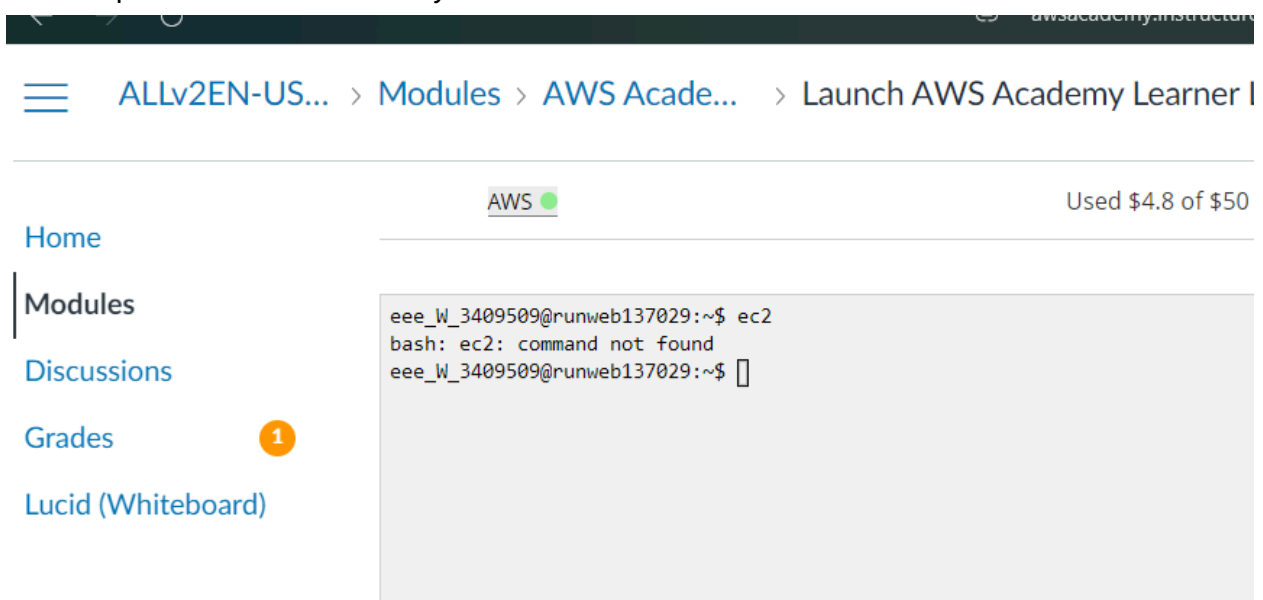 ALLv2EN-US... > Modules > AWS Acade... > Launch AWS Academy Learner
AWS
Used $4.8 of $50
Home
Modules
Discussions
Grades
1
Lucid (Whiteboard)
eee_W_3409509@runweb137029:~$ ec2
bash: ec2: command not found
eee_W_3409509@runweb137029:~$